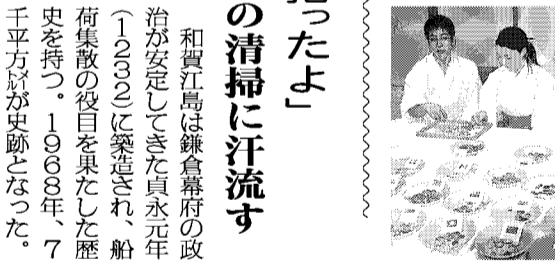 ったよ」
の清掃に汗流す
和賀江島は鎌倉幕府の政
治が安定してきた貞永元年
（1232）に築造され、船
荷集散の役目を果たした歴
史を持つ。1968年、7
千平方㍍が史跡となった。